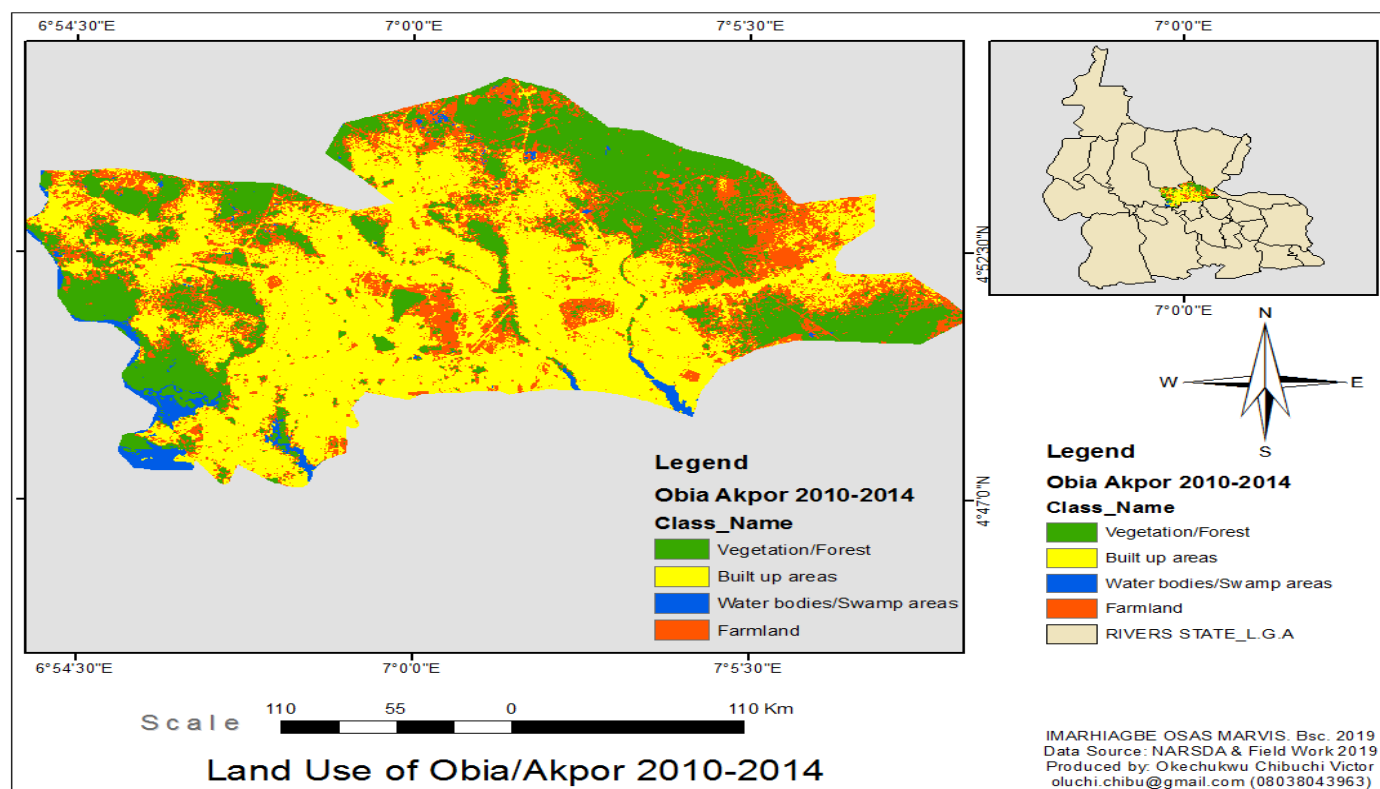 6°54'30"E 7°0'0"E 7°5'30"E
4°52'30"N
4°47'0"N
Legend
Obia Akpor 2010-2014
Class_Name
Vegetation/Forest
Built up areas
Water bodies/Swamp areas
Farmland
6°54'30"E 7°0'0"E 7°5'30"E
7°0'0"E
7°0'0"E
N
W E
S
Legend
Obia Akpor 2010-2014
Class_Name
Vegetation/Forest
Built up areas
Water bodies/Swamp areas
Farmland
RIVERS STATE_L.G.A
Scale 110 55 0 110 Km
Land Use of Obia/Akpor 2010-2014
IMARHIAGBE OSAS MARVIS. Bsc. 2019
Data Source: NARSDA & Field Work 2019
Produced by: Okechukwu Chibuchi Victor
oluchi.chibu@gmail.com (08038043963)